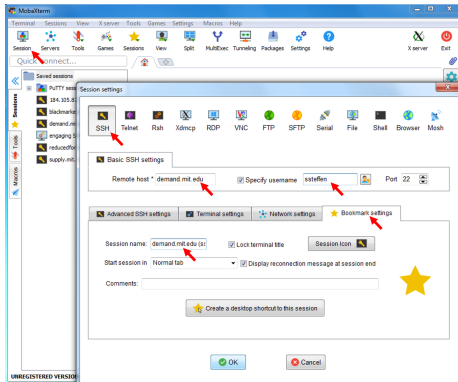 MobaXterm
Terminal Sessions View X server Tools Games Settings Macros Help
Session Servers Tools Games Sessions View Split MultiExec Tunneling Packages Settings Help X server Exit
Quick connect...
Saved sessions
PuTTY sess
184.105.8
blackmarke
demand.mi
engaging S
reducedfor
supply.mit.
Sessions
Tools
Macros
Session settings
SSH Telnet Rsh Xdmcp RDP VNC FTP SFTP Serial File Shell Browser Mosh
Basic SSH settings
Remote host * demand.mit.edu Specify username ssteffen Port 22
Advanced SSH settings Terminal settings Network settings Bookmark settings
Session name: demand.mit.edu (s Lock terminal title Session Icon
Start session in Normal tab Display reconnection message at session end
Comments:
Create a desktop shortcut to this session
OK Cancel
UNREGISTERED VERSIO